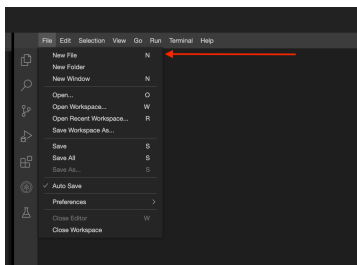 File Edit Selection View Go Run Terminal Help
New File N
New Folder
New Window N
Open... O
Open Workspace... W
Open Recent Workspace... R
Save Workspace As...
Save S
Save All S
Save As... S
✓ Auto Save
Preferences >
Close Editor W
Close Workspace